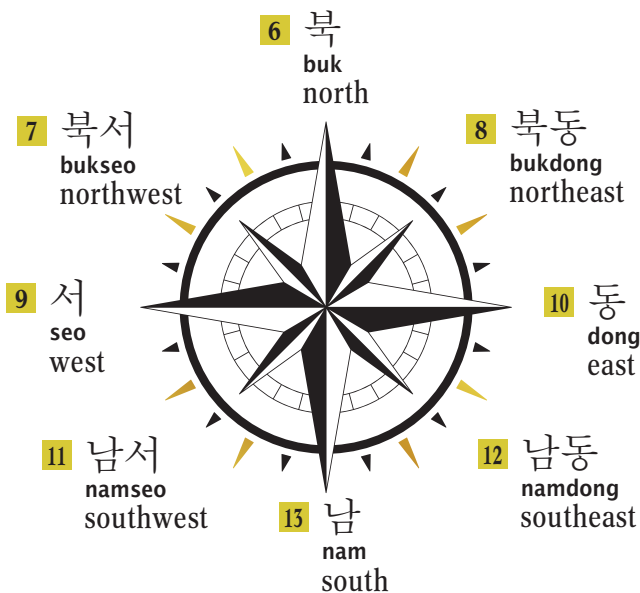 6 북
buk
north
7 북서
bukseo
northwest
8 북동
bukdong
northeast
9 서
seo
west
10 동
dong
east
11 남서
namseo
southwest
12 남동
namdong
southeast
13 남
nam
south